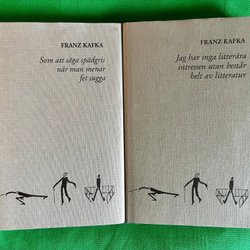 FRANZ KAFKA
Som att säga spädgris
när man menar
fet sugga
FRANZ KAFKA
Jag har inga litterära
intressen utan består
helt av litteratur